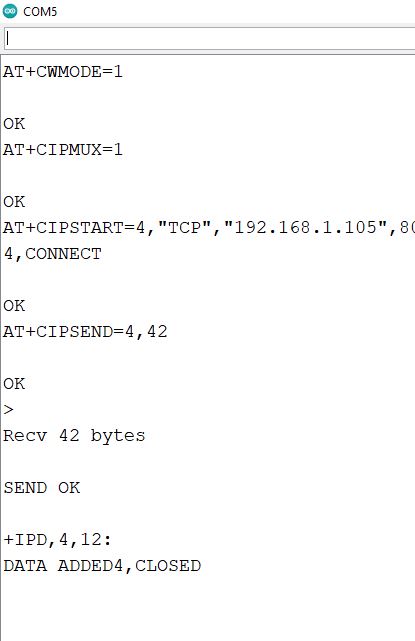 COM5
AT+CWMODE=1
OK
AT+CIPMUX=1
OK
AT+CIPSTART=4,"TCP","192.168.1.105",80
4,CONNECT
OK
AT+CIPSEND=4,42
OK
>
Recv 42 bytes
SEND OK
+IPD,4,12:
DATA ADDED4,CLOSED